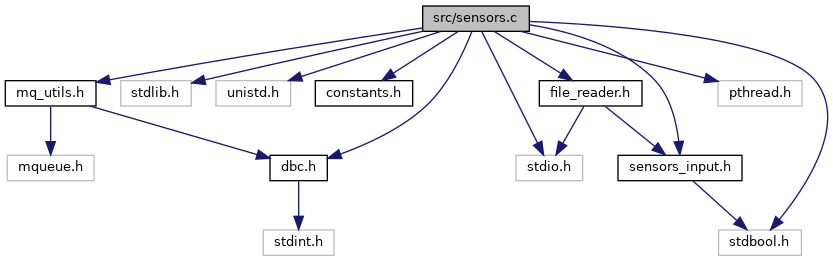 src/sensors.c
mq_utils.h
stdlib.h
unistd.h
constants.h
file_reader.h
pthread.h
mqueue.h
dbc.h
stdio.h
sensors_input.h
stdint.h
stdbool.h